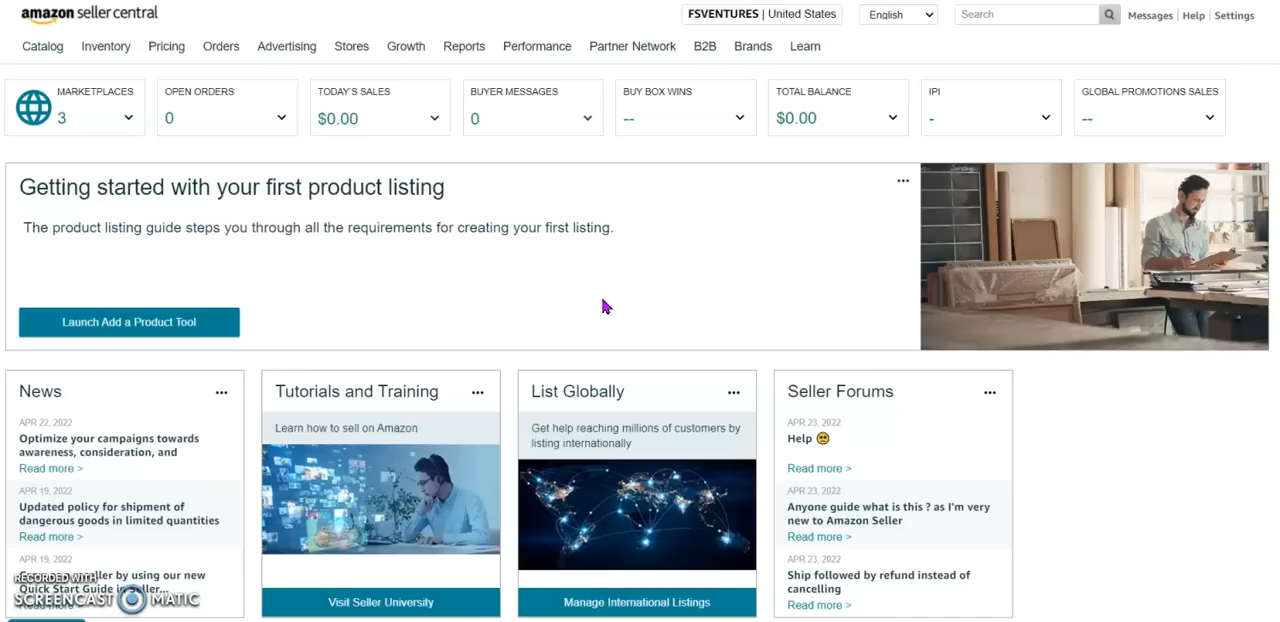 amazon seller central
FSVENTURES | United States
English
Search
Messages | Help | Settings
Catalog Inventory Pricing Orders Advertising Stores Growth Reports Performance Partner Network B2B Brands Learn
MARKETPLACES
3
OPEN ORDERS
0
TODAY'S SALES
$0.00
BUYER MESSAGES
0
BUY BOX WINS
--
TOTAL BALANCE
$0.00
IPI
-
GLOBAL PROMOTIONS SALES
--
Getting started with your first product listing
The product listing guide steps you through all the requirements for creating your first listing.
Launch Add a Product Tool
News
APR 22, 2022
Optimize your campaigns towards
awareness, consideration, and
Read more >
APR 19, 2022
Updated policy for shipment of
dangerous goods in limited quantities
Read more >
APR 19, 2022
by using our new
Quick Start Guide in
Read more >
RECORDED WITH
SCREENCAST MATIC
Tutorials and Training
Learn how to sell on Amazon
Visit Seller University
List Globally
Get help reaching millions of customers by
listing internationally
Manage International Listings
Seller Forums
APR 23, 2022
Help 🥺
Read more >
APR 23, 2022
Anyone guide what is this ? as I'm very
new to Amazon Seller
Read more >
APR 23, 2022
Ship followed by refund instead of
cancelling
Read more >